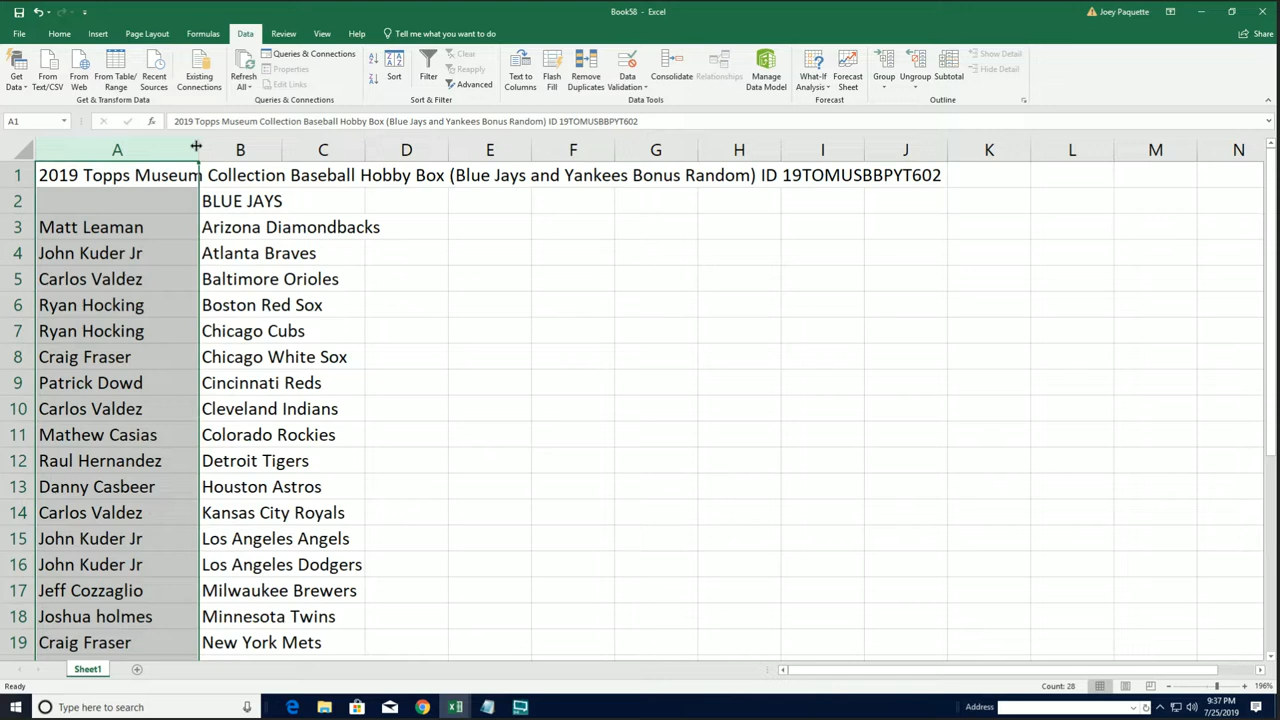 Book58 - Excel
Joey Paquette
File Home Insert Page Layout Formulas Data Review View Help Tell me what you want to do Share
Get Data From Text/CSV From Web From Table/Range Recent Sources Existing Connections
Get & Transform Data
Refresh All Queries & Connections Properties Edit Links
Queries & Connections
Sort Filter Clear Reapply Advanced
Sort & Filter
Text to Columns Flash Fill Remove Duplicates Data Validation Consolidate Relationships Manage Data Model
Data Tools
What-If Analysis Forecast Sheet
Forecast
Group Ungroup Subtotal Show Detail Hide Detail
Outline
A1 fx 2019 Topps Museum Collection Baseball Hobby Box (Blue Jays and Yankees Bonus Random) ID 19TOMUSBBPYT602
A B C D E F G H I J K L M N
1 2019 Topps Museum Collection Baseball Hobby Box (Blue Jays and Yankees Bonus Random) ID 19TOMUSBBPYT602
2 BLUE JAYS
3 Matt Leaman Arizona Diamondbacks
4 John Kuder Jr Atlanta Braves
5 Carlos Valdez Baltimore Orioles
6 Ryan Hocking Boston Red Sox
7 Ryan Hocking Chicago Cubs
8 Craig Fraser Chicago White Sox
9 Patrick Dowd Cincinnati Reds
10 Carlos Valdez Cleveland Indians
11 Mathew Casias Colorado Rockies
12 Raul Hernandez Detroit Tigers
13 Danny Casbeer Houston Astros
14 Carlos Valdez Kansas City Royals
15 John Kuder Jr Los Angeles Angels
16 John Kuder Jr Los Angeles Dodgers
17 Jeff Cozzaglio Milwaukee Brewers
18 Joshua holmes Minnesota Twins
19 Craig Fraser New York Mets
Sheet1
Ready Count: 28 196%
Type here to search Address 9:37 PM
7/25/2019